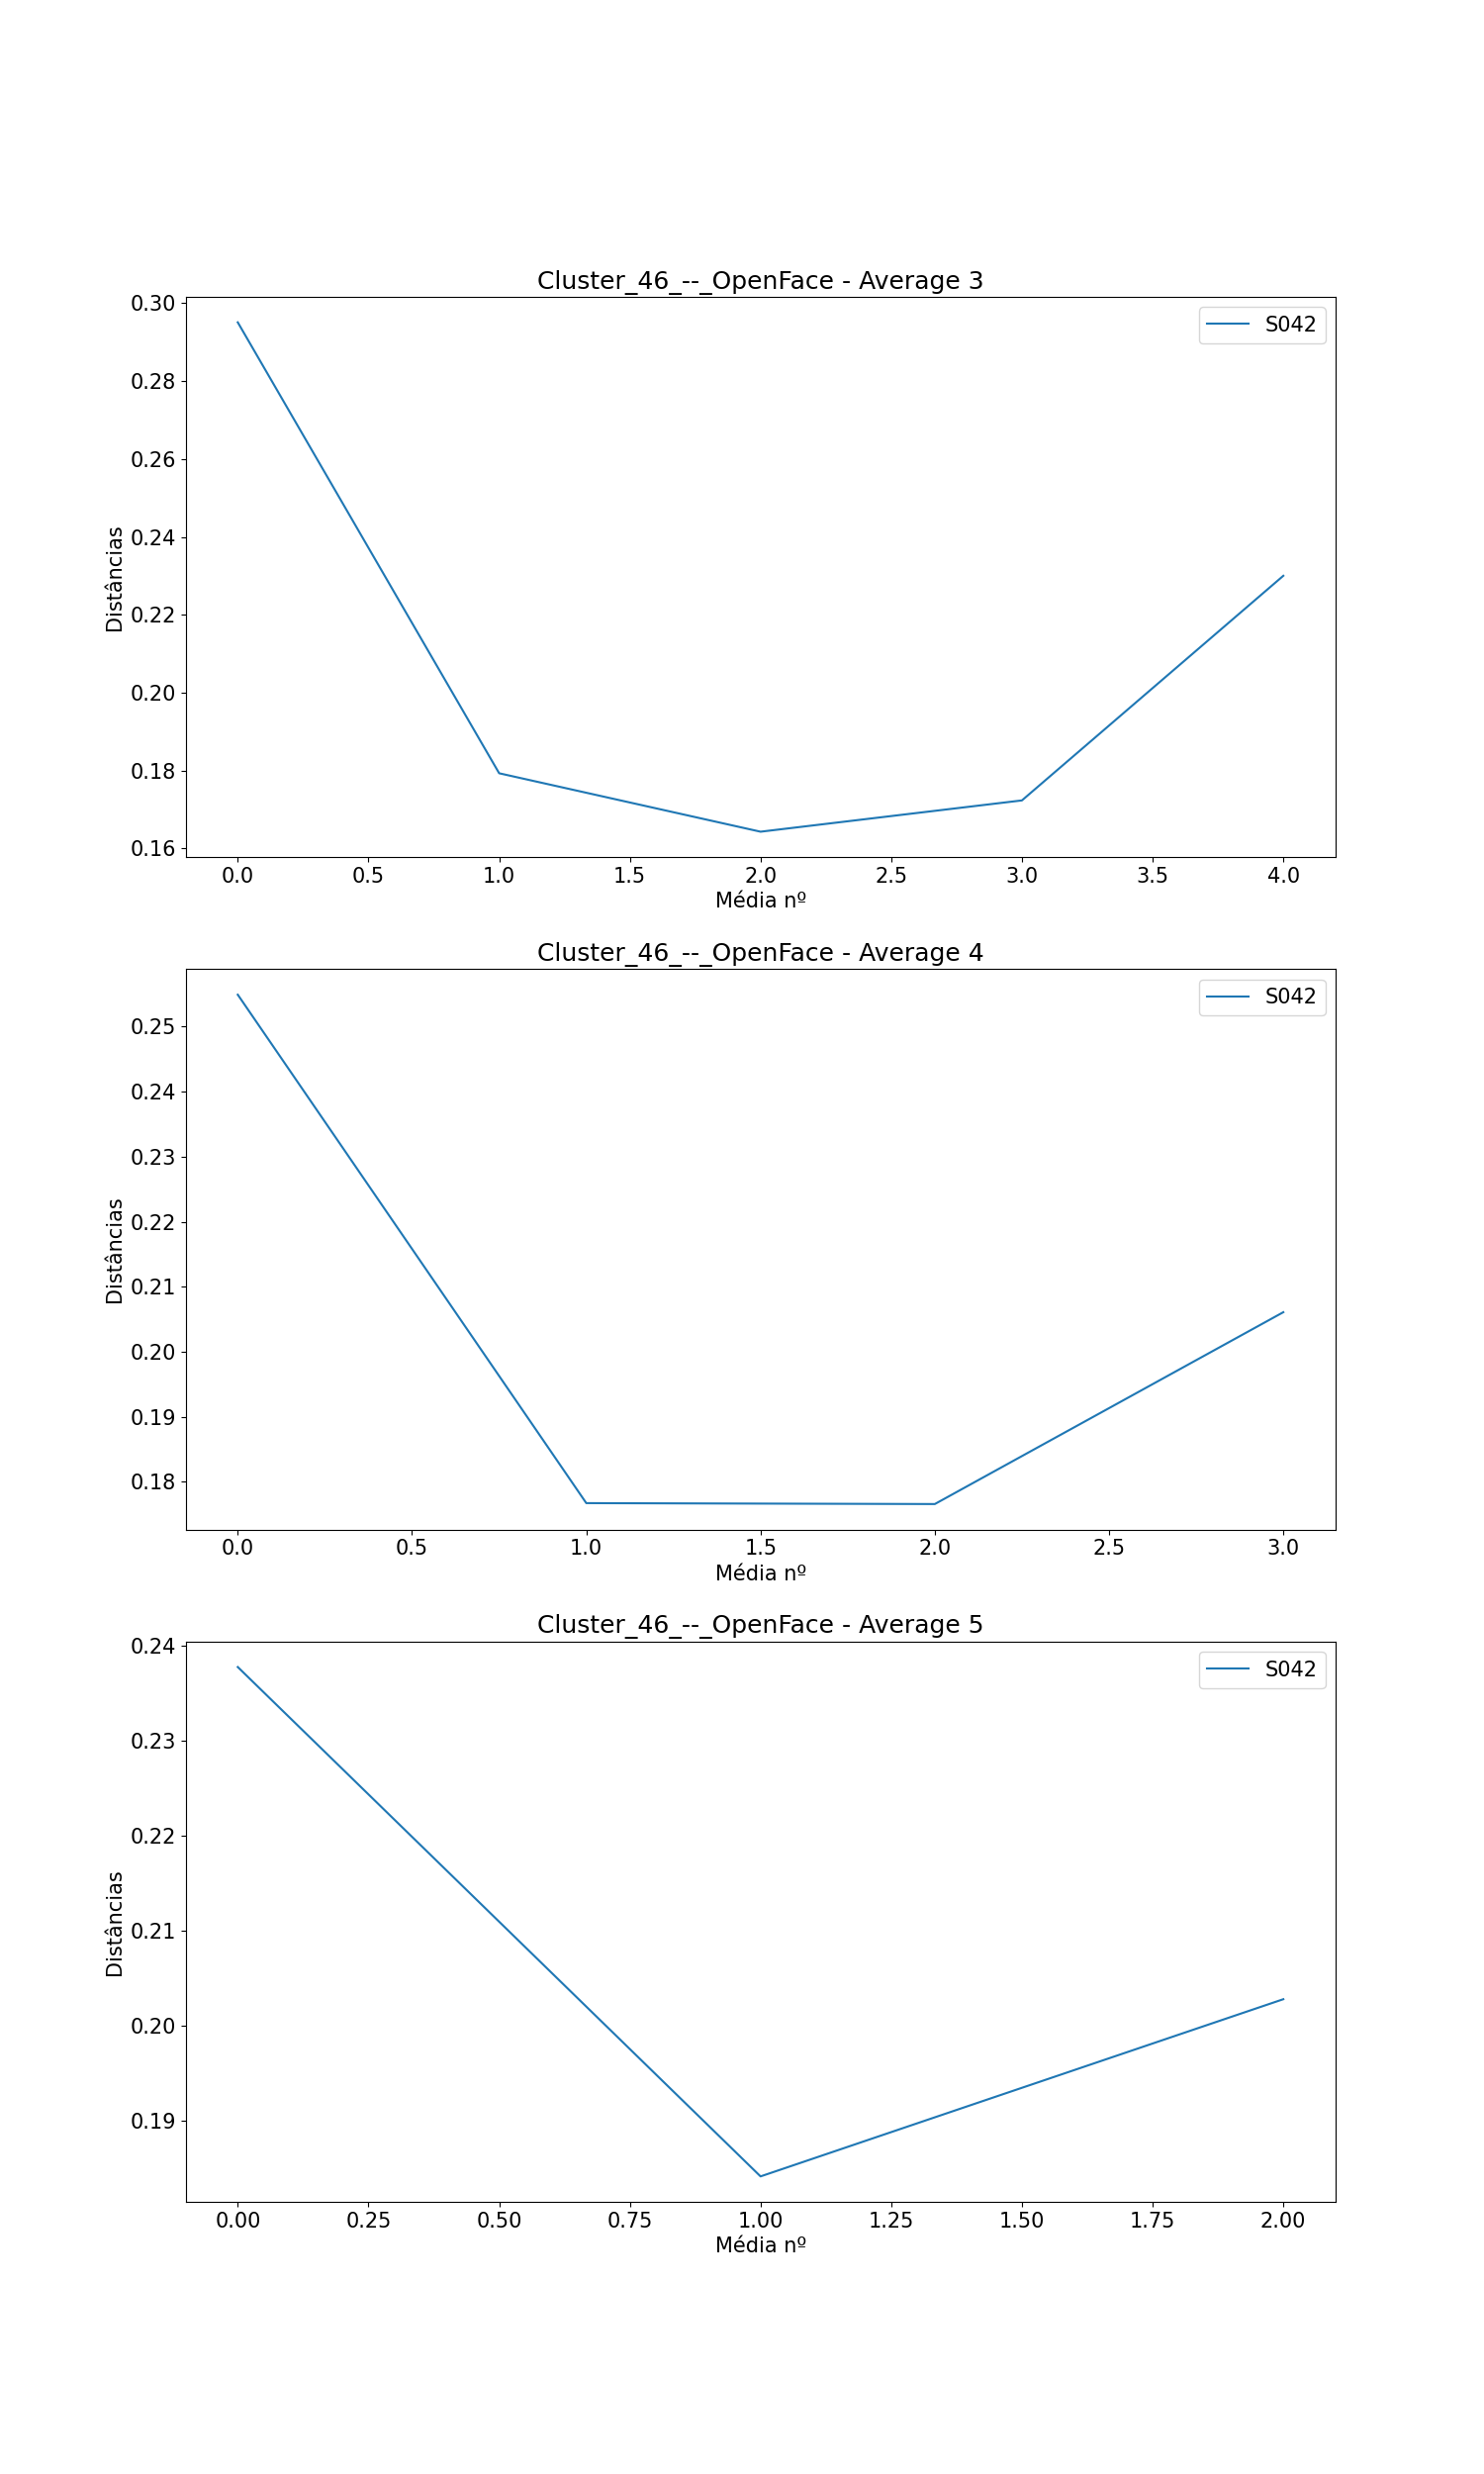 Cluster_46_--_OpenFace - Average 3
S042
0.30
0.28
0.26
0.24
0.22
0.20
0.18
0.16
Distâncias
0.0 0.5 1.0 1.5 2.0 2.5 3.0 3.5 4.0
Média nº
Cluster_46_--_OpenFace - Average 4
S042
0.25
0.24
0.23
0.22
0.21
0.20
0.19
0.18
Distâncias
0.0 0.5 1.0 1.5 2.0 2.5 3.0
Média nº
Cluster_46_--_OpenFace - Average 5
S042
0.24
0.23
0.22
0.21
0.20
0.19
Distâncias
0.00 0.25 0.50 0.75 1.00 1.25 1.50 1.75 2.00
Média nº